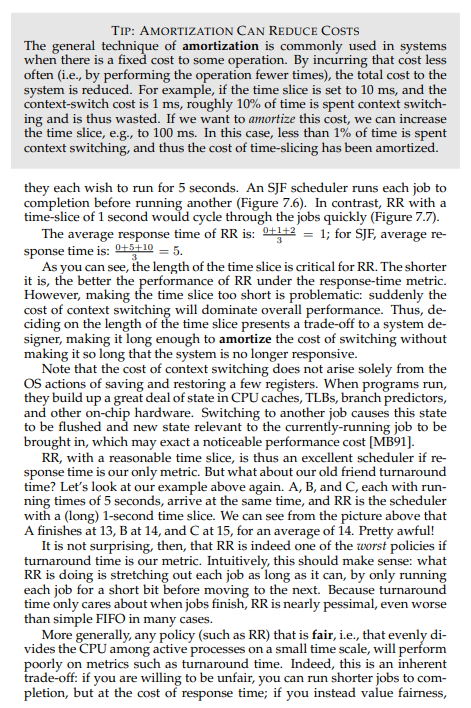 TIP: AMORTIZATION CAN REDUCE COSTS
The general technique of amortization is commonly used in systems
when there is a fixed cost to some operation. By incurring that cost less
often (i.e., by performing the operation fewer times), the total cost to the
system is reduced. For example, if the time slice is set to 10 ms, and the
context-switch cost is 1 ms, roughly 10% of time is spent context switch-
ing and is thus wasted. If we want to amortize this cost, we can increase
the time slice, e.g., to 100 ms. In this case, less than 1% of time is spent
context switching, and thus the cost of time-slicing has been amortized.
they each wish to run for 5 seconds. An SJF scheduler runs each job to
completion before running another (Figure 7.6). In contrast, RR with a
time-slice of 1 second would cycle through the jobs quickly (Figure 7.7).
The average response time of RR is: (0+1+2)/3 = 1; for SJF, average re-
sponse time is: (0+5+10)/3 = 5.
As you can see, the length of the time slice is critical for RR. The shorter
it is, the better the performance of RR under the response-time metric.
However, making the time slice too short is problematic: suddenly the
cost of context switching will dominate overall performance. Thus, de-
ciding on the length of the time slice presents a trade-off to a system de-
signer, making it long enough to amortize the cost of switching without
making it so long that the system is no longer responsive.
Note that the cost of context switching does not arise solely from the
OS actions of saving and restoring a few registers. When programs run,
they build up a great deal of state in CPU caches, TLBs, branch predictors,
and other on-chip hardware. Switching to another job causes this state
to be flushed and new state relevant to the currently-running job to be
brought in, which may exact a noticeable performance cost [MB91].
RR, with a reasonable time slice, is thus an excellent scheduler if re-
sponse time is our only metric. But what about our old friend turnaround
time? Let's look at our example above again. A, B, and C, each with run-
ning times of 5 seconds, arrive at the same time, and RR is the scheduler
with a (long) 1-second time slice. We can see from the picture above that
A finishes at 13, B at 14, and C at 15, for an average of 14. Pretty awful!
It is not surprising, then, that RR is indeed one of the worst policies if
turnaround time is our metric. Intuitively, this should make sense: what
RR is doing is stretching out each job as long as it can, by only running
each job for a short bit before moving to the next. Because turnaround
time only cares about when jobs finish, RR is nearly pessimal, even worse
than simple FIFO in many cases.
More generally, any policy (such as RR) that is fair, i.e., that evenly di-
vides the CPU among active processes on a small time scale, will perform
poorly on metrics such as turnaround time. Indeed, this is an inherent
trade-off: if you are willing to be unfair, you can run shorter jobs to com-
pletion, but at the cost of response time; if you instead value fairness,